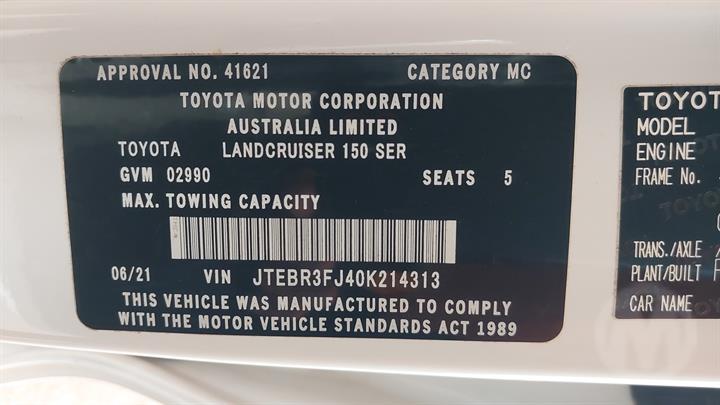 APPROVAL NO. 41621 CATEGORY MC
TOYOTA MOTOR CORPORATION
AUSTRALIA LIMITED
TOYOTA LANDCRUISER 150 SER
GVM 02990 SEATS 5
MAX. TOWING CAPACITY
06/21 VIN JTEBR3FJ40K214313
THIS VEHICLE WAS MANUFACTURED TO COMPLY
WITH THE MOTOR VEHICLE STANDARDS ACT 1989
MODEL
ENGINE
FRAME No.
TRANS./AXLE
PLANT/BUILT
CAR NAME